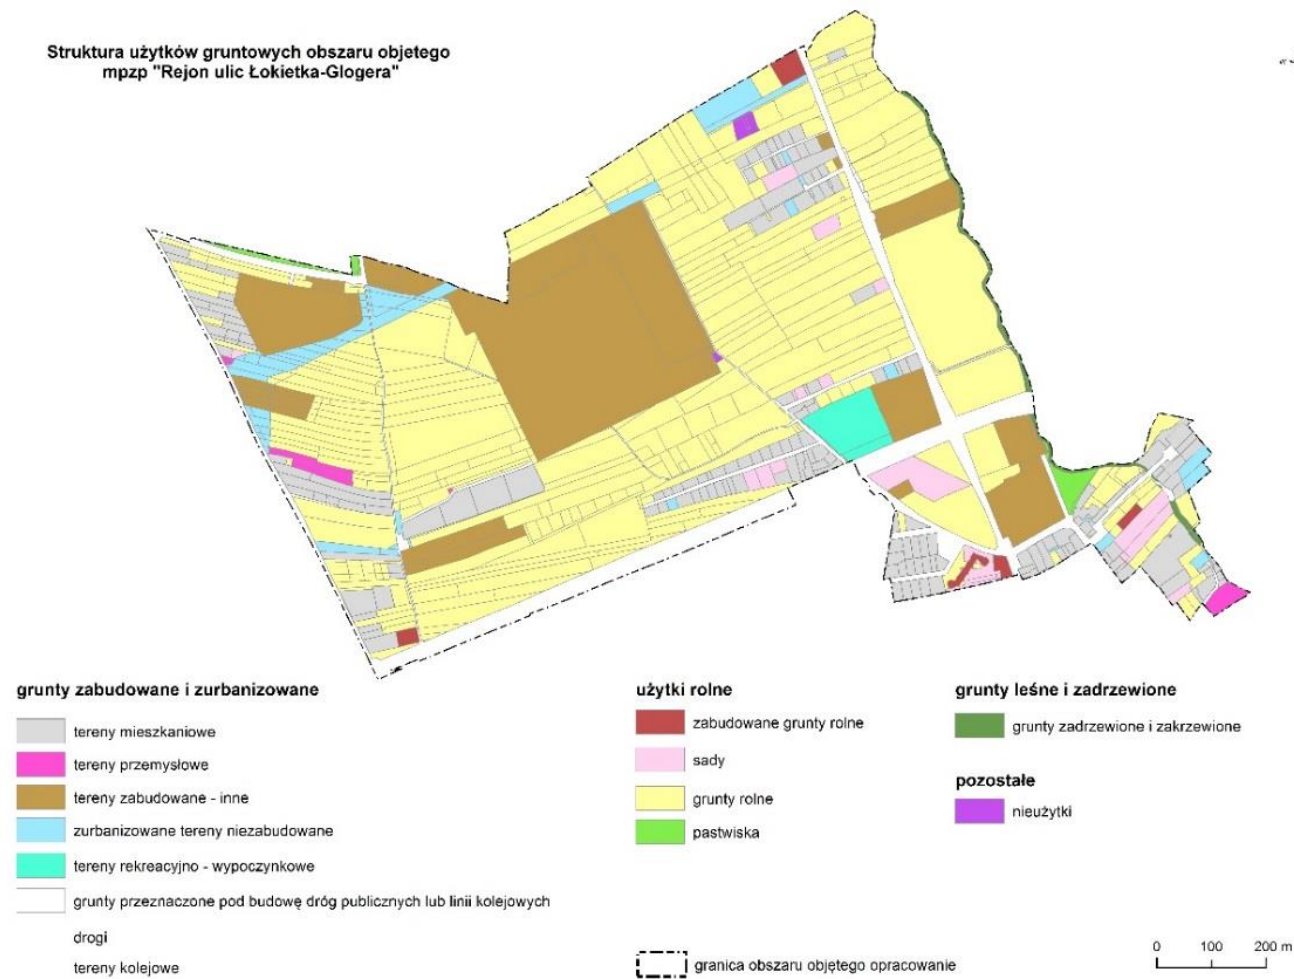 Struktura użytków gruntowych obszaru objetego
mpzp "Rejon ulic Łokietka-Glogera"
grunty zabudowane i zurbanizowane
tereny mieszkaniowe
tereny przemysłowe
tereny zabudowane - inne
zurbanizowane tereny niezabudowane
tereny rekreacyjno - wypoczynkowe
grunty przeznaczone pod budowę dróg publicznych lub linii kolejowych
drogi
tereny kolejowe
użytki rolne
zabudowane grunty rolne
sady
grunty rolne
pastwiska
granica obszaru objętego opracowanie
grunty leśne i zadrzewione
grunty zadrzewione i zakrzewione
pozostałe
nieużytki
0 100 200 m